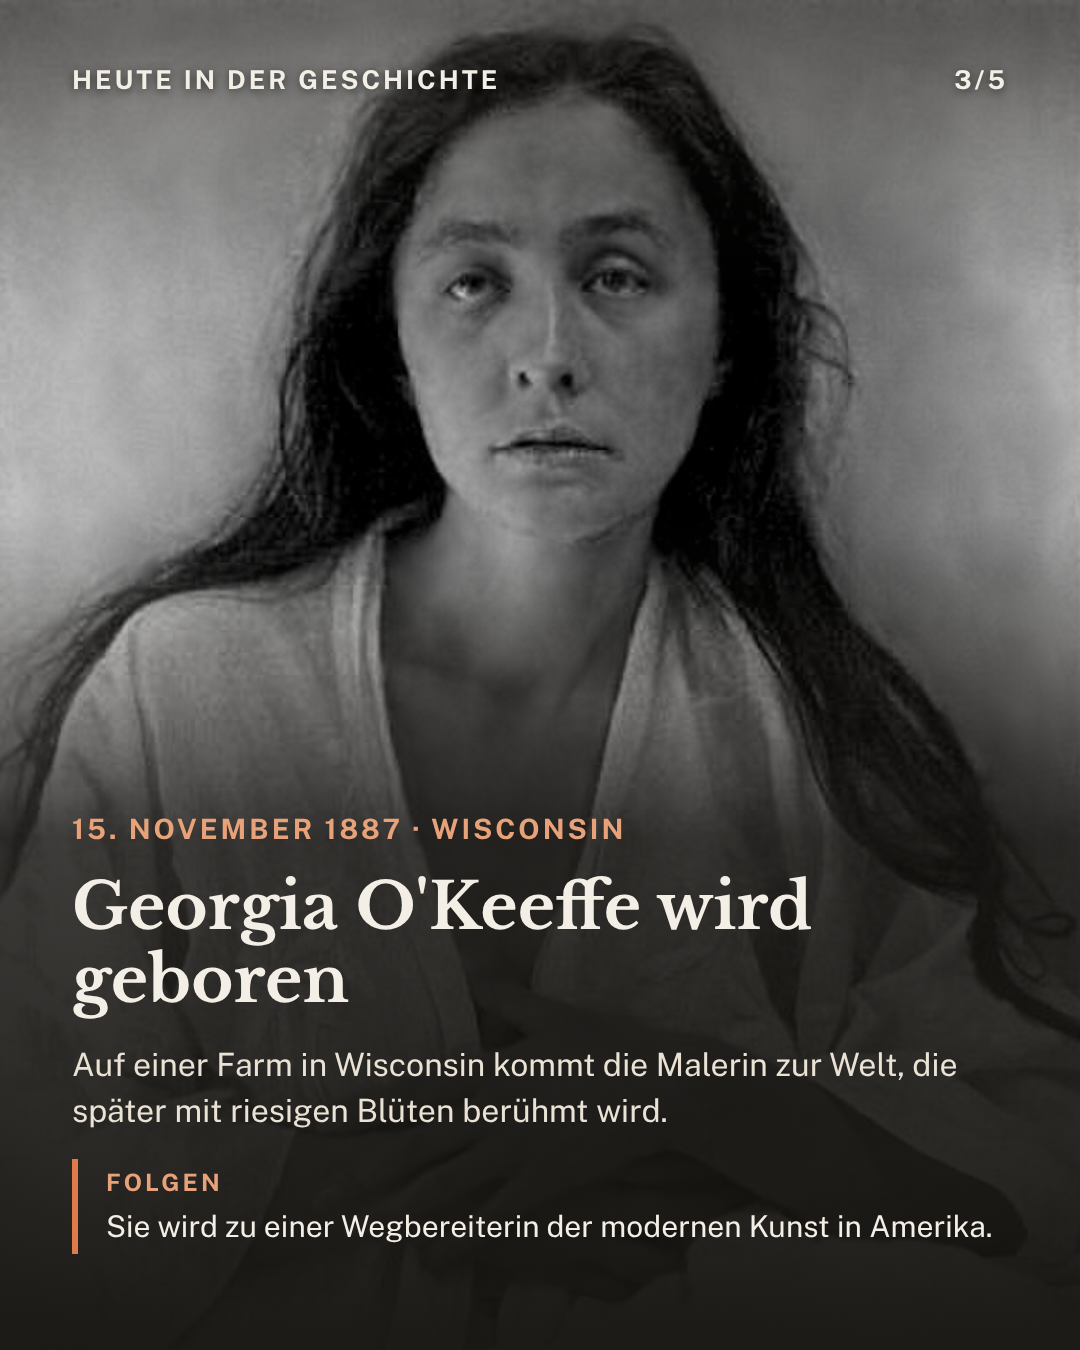 HEUTE IN DER GESCHICHTE
3/5
15. NOVEMBER 1887 · WISCONSIN
Georgia O'Keeffe wird
geboren
Auf einer Farm in Wisconsin kommt die Malerin zur Welt, die
später mit riesigen Blüten berühmt wird.
FOLGEN
Sie wird zu einer Wegbereiterin der modernen Kunst in Amerika.